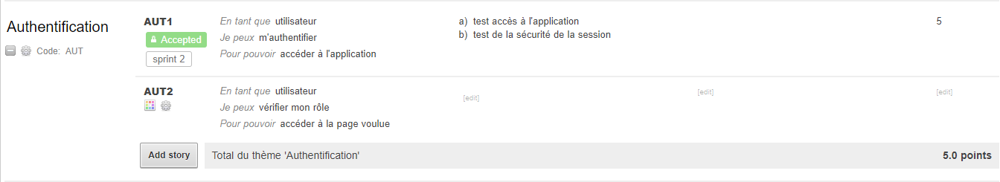 Authentification
Code: AUT
AUT1
Accepted
sprint 2
En tant que utilisateur
Je peux m'authentifier
Pour pouvoir accéder à l'application
a) test accès à l'application
b) test de la sécurité de la session
5
AUT2
En tant que utilisateur
Je peux vérifier mon rôle
Pour pouvoir accéder à la page voulue
[edit]
[edit]
[edit]
Add story
Total du thème 'Authentification'
5.0 points